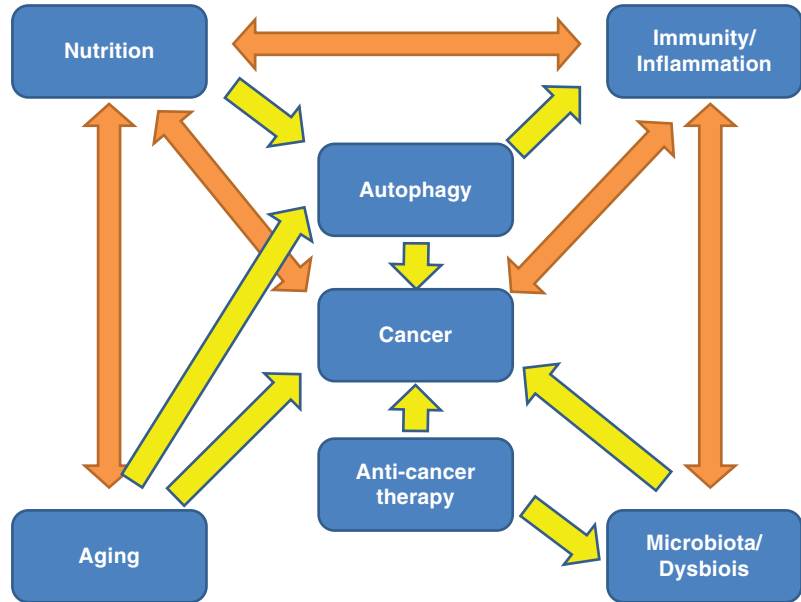 Nutrition
Immunity/
Inflammation
Autophagy
Cancer
Anti-cancer
therapy
Aging
Microbiota/
Dysbiois